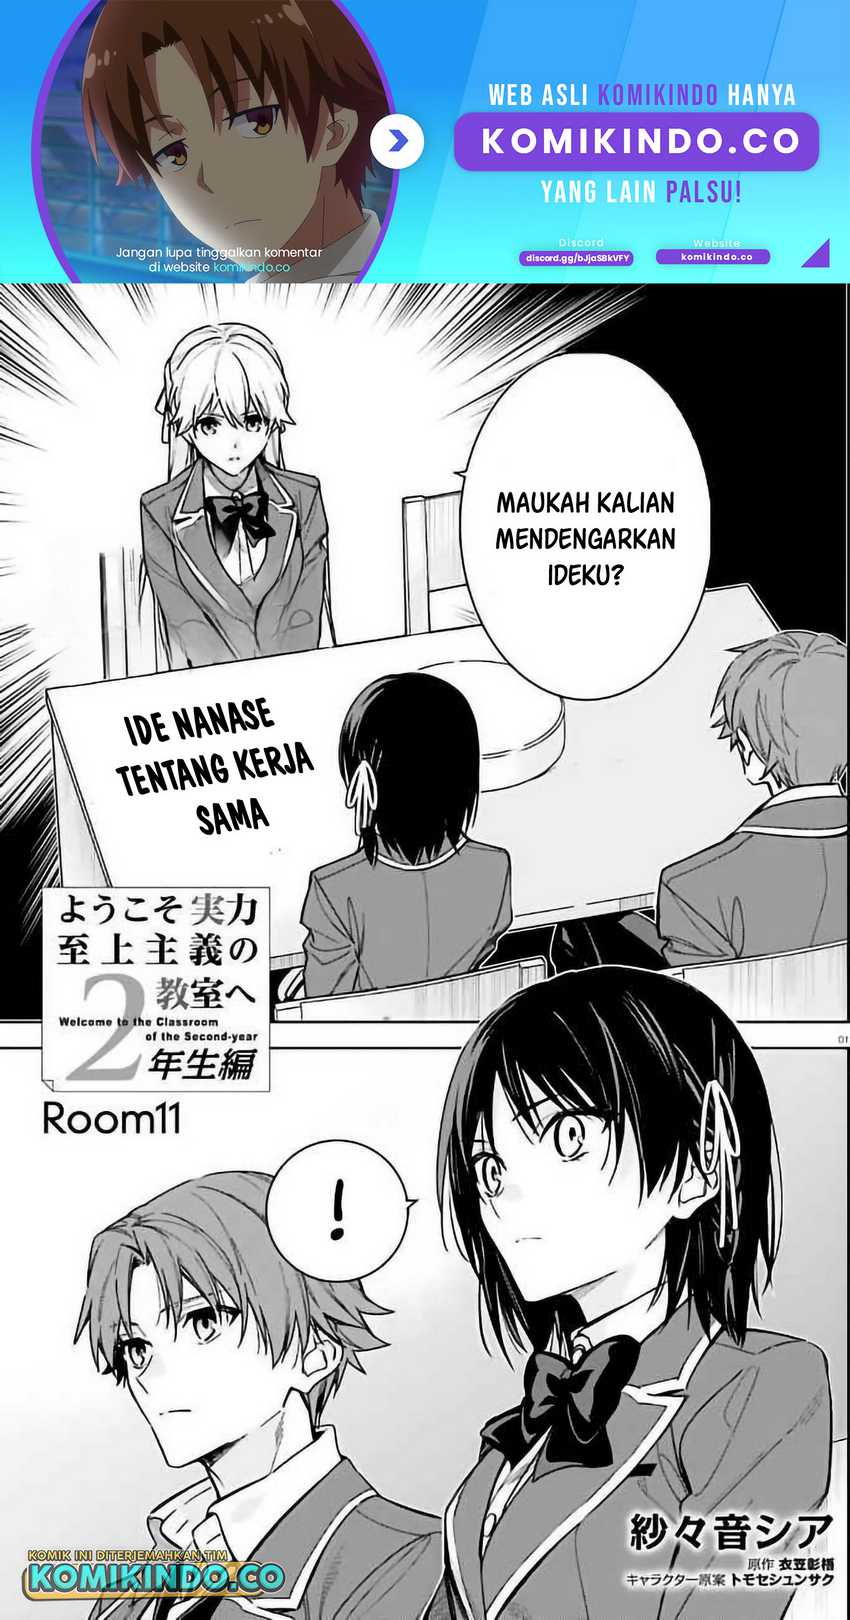 WEB ASLI KOMIKINDO HANYA
KOMIKINDO.CO
YANG LAIN PALSU!
Jangan lupa tinggalkan komentar
di website komikindo.co
Discord
discord.gg/bJjaSBkVFY
Website
komikindo.co
MAUKAH KALIAN
MENDENGARKAN
IDEKU?
IDE NANASE
TENTANG KERJA
SAMA
ようこそ実力
至上主義の
教室へ
Welcome to the Classroom
of the Second-year
2年生編
Room11
01
!
紗々音シア
原作 衣笠彰梧
キャラクター原案 トモセシュンサク
KOMIK INI DITERJEMAHKAN TIM
KOMIKINDO.CO